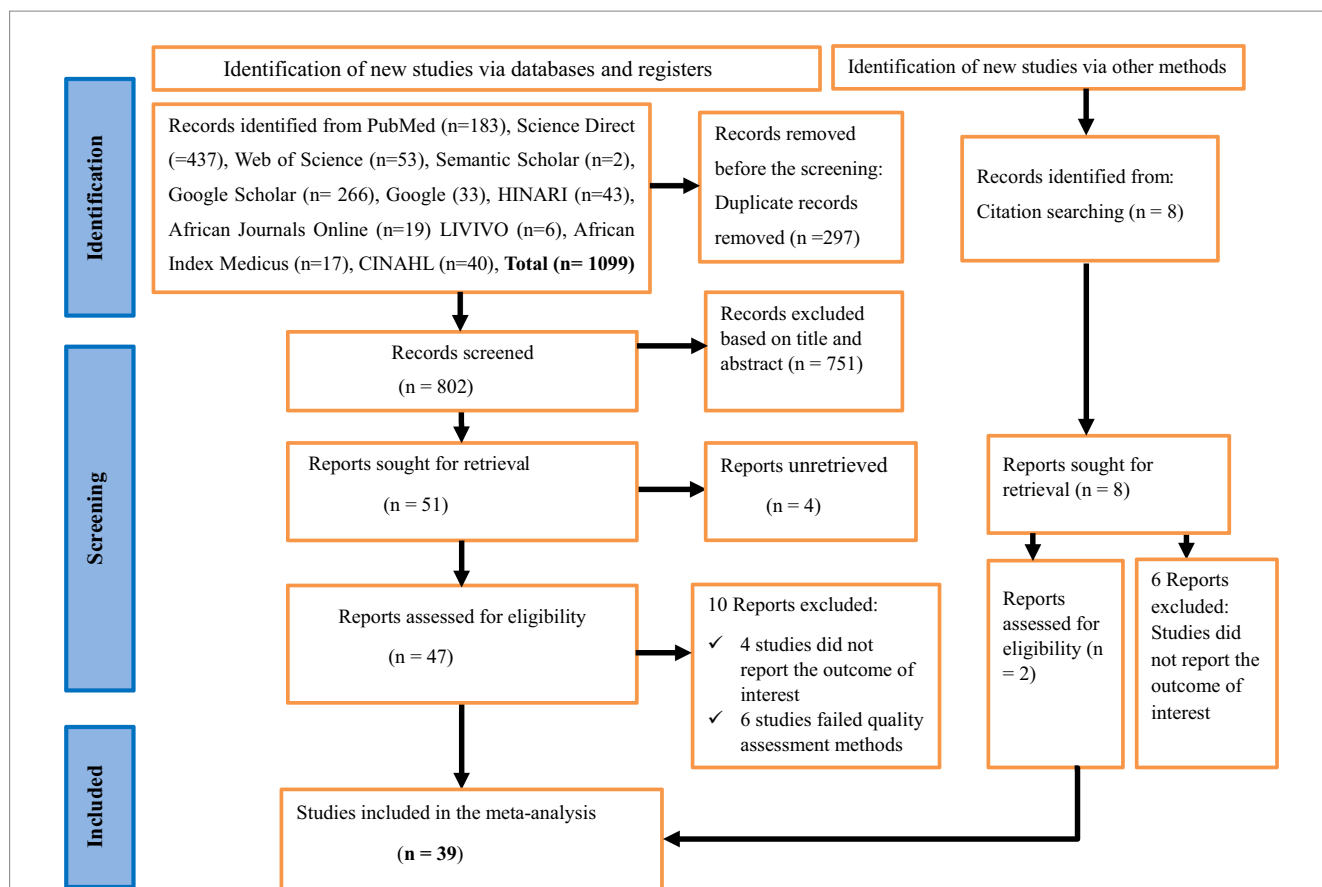 Identification of new studies via databases and registers
Identification of new studies via other methods
Identification
Records identified from PubMed (n=183), Science Direct
(=437), Web of Science (n=53), Semantic Scholar (n=2),
Google Scholar (n= 266), Google (33), HINARI (n=43),
African Journals Online (n=19) LIVIVO (n=6), African
Index Medicus (n=17), CINAHL (n=40), Total (n= 1099)
Records removed
before the screening:
Duplicate records
removed (n =297)
Records identified from:
Citation searching (n = 8)
Screening
Records screened
(n = 802)
Records excluded
based on title and
abstract (n = 751)
Reports sought for retrieval
(n = 51)
Reports unretrieved
(n = 4)
Reports sought for
retrieval (n = 8)
Reports assessed for eligibility
(n = 47)
10 Reports excluded:
✓ 4 studies did not
report the outcome of
interest
✓ 6 studies failed quality
assessment methods
Reports
assessed for
eligibility (n
= 2)
6 Reports
excluded:
Studies did
not report the
outcome of
interest
Included
Studies included in the meta-analysis
(n = 39)